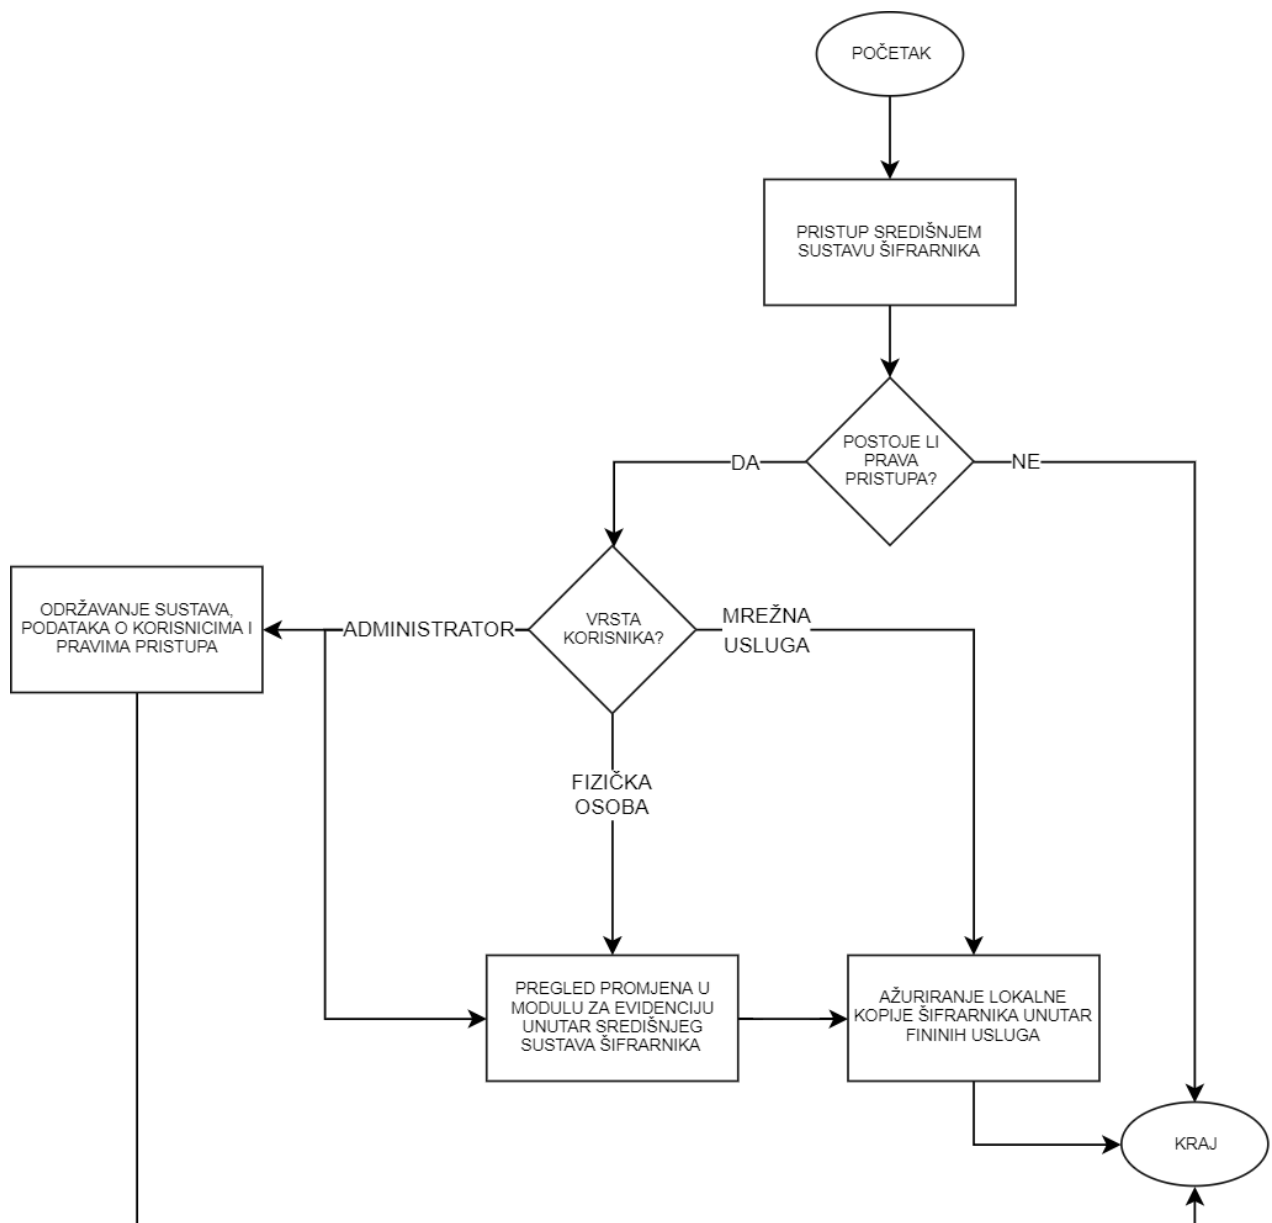 POČETAK
PRISTUP SREDIŠNJEM
SUSTAVU ŠIFRARNIKA
POSTOJE LI
PRAVA
PRISTUPA?
DA
NE
VRSTA
KORISNIKA?
ADMINISTRATOR
MREŽNA
USLUGA
ODRŽAVANJE SUSTAVA,
PODATAKA O KORISNICIMA I
PRAVIMA PRISTUPA
FIZIČKA
OSOBA
PREGLED PROMJENA U
MODULU ZA EVIDENCIJU
UNUTAR SREDIŠNJEG
SUSTAVA ŠIFRARNIKA
AŽURIRANJE LOKALNE
KOPIJE ŠIFRARNIKA UNUTAR
FININIH USLUGA
KRAJ